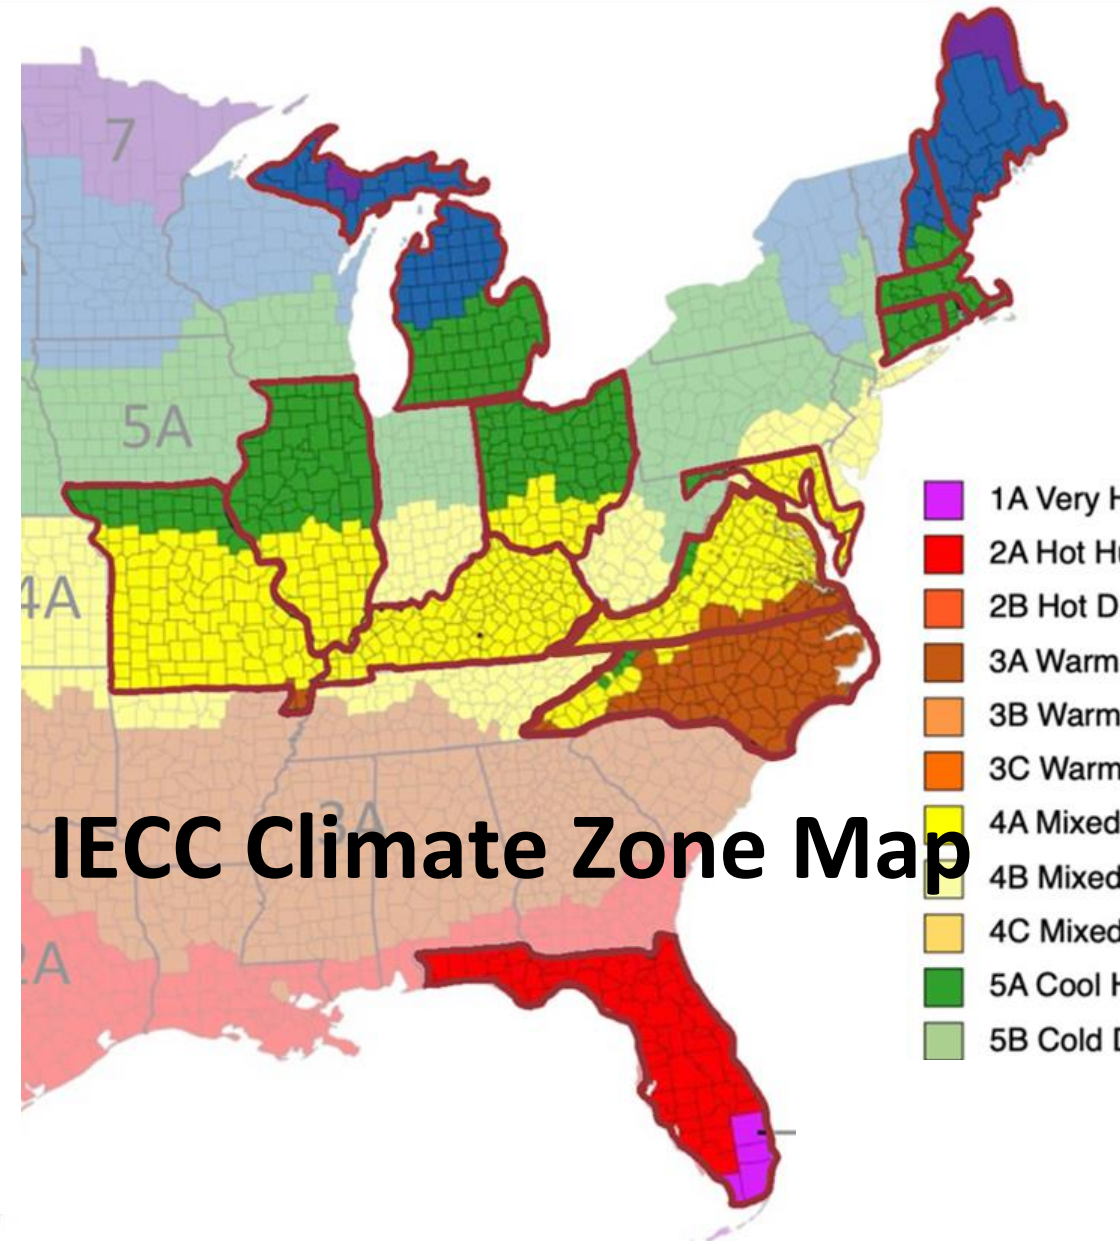 7
5A
4A
3A
IECC Climate Zone Map
2A
1A Very H
2A Hot Hu
2B Hot D
3A Warm
3B Warm
3C Warm
4A Mixed
4B Mixed
4C Mixed
5A Cool H
5B Cold D